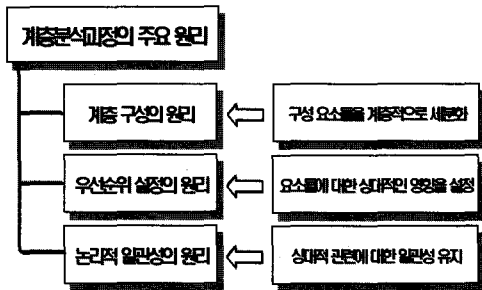 계층분석과정의 주요 원리
계층 구성의 원리
구성 요소를을 계층적으로 세분화
우선순위 설정의 원리
요소들에 대한 상대적인 영향을 설정
논리적 일관성의 원리
상대적 관련에 대한 일관성 유지